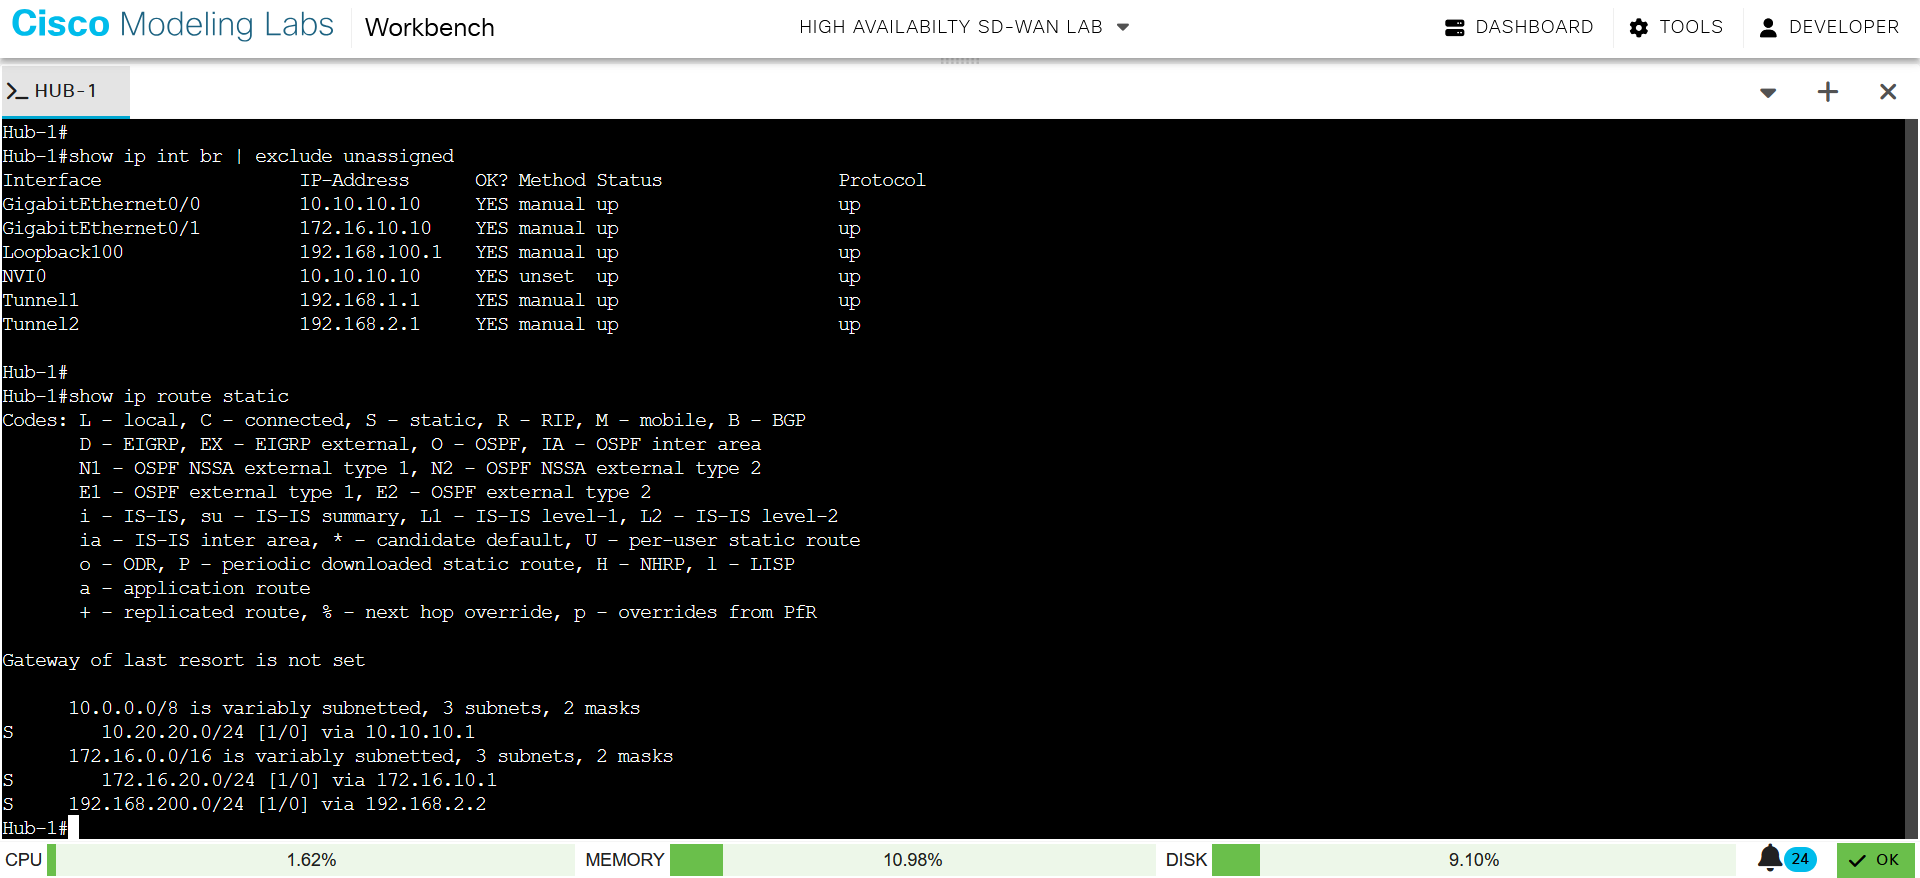 Cisco Modeling Labs Workbench HIGH AVAILABILTY SD-WAN LAB DASHBOARD TOOLS DEVELOPER
HUB-1
Hub-1#
Hub-1#show ip int br | exclude unassigned
Interface                  IP-Address      OK? Method Status                Protocol
GigabitEthernet0/0         10.10.10.10     YES manual up                    up
GigabitEthernet0/1         172.16.10.10    YES manual up                    up
Loopback100                192.168.100.1   YES manual up                    up
NVI0                       10.10.10.10     YES unset  up                    up
Tunnel1                    192.168.1.1     YES manual up                    up
Tunnel2                    192.168.2.1     YES manual up                    up
Hub-1#
Hub-1#show ip route static
Codes: L - local, C - connected, S - static, R - RIP, M - mobile, B - BGP
       D - EIGRP, EX - EIGRP external, O - OSPF, IA - OSPF inter area
       N1 - OSPF NSSA external type 1, N2 - OSPF NSSA external type 2
       E1 - OSPF external type 1, E2 - OSPF external type 2
       i - IS-IS, su - IS-IS summary, L1 - IS-IS level-1, L2 - IS-IS level-2
       ia - IS-IS inter area, * - candidate default, U - per-user static route
       o - ODR, P - periodic downloaded static route, H - NHRP, l - LISP
       a - application route
       + - replicated route, % - next hop override, p - overrides from PfR
Gateway of last resort is not set
      10.0.0.0/8 is variably subnetted, 3 subnets, 2 masks
S        10.20.20.0/24 [1/0] via 10.10.10.1
      172.16.0.0/16 is variably subnetted, 3 subnets, 2 masks
S        172.16.20.0/24 [1/0] via 172.16.10.1
S     192.168.200.0/24 [1/0] via 192.168.2.2
Hub-1#
CPU 1.62% MEMORY 10.98% DISK 9.10% 24 OK